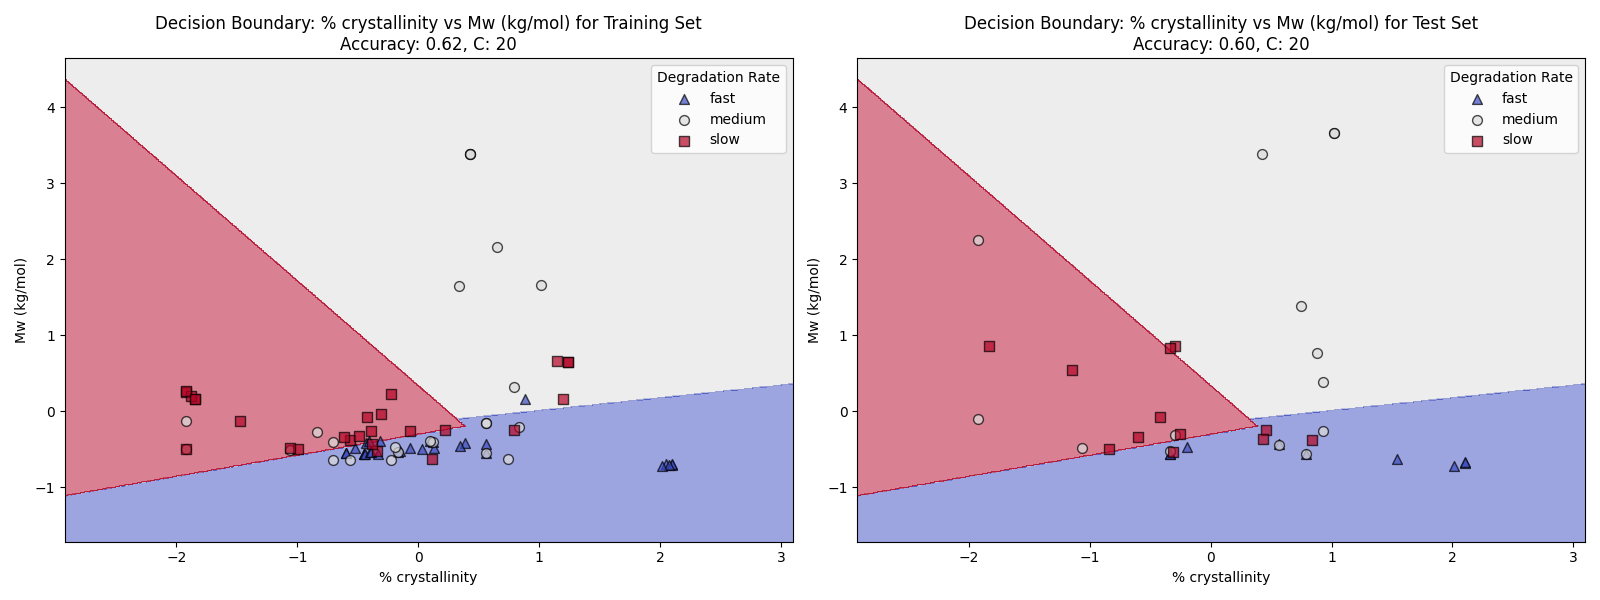 Decision Boundary: % crystallinity vs Mw (kg/mol) for Training Set
Accuracy: 0.62, C: 20
Degradation Rate
fast
medium
slow
4
3
2
1
0
−1
Mw (kg/mol)
−2
−1
0
1
2
3
% crystallinity
Decision Boundary: % crystallinity vs Mw (kg/mol) for Test Set
Accuracy: 0.60, C: 20
Degradation Rate
fast
medium
slow
4
3
2
1
0
−1
Mw (kg/mol)
−2
−1
0
1
2
3
% crystallinity